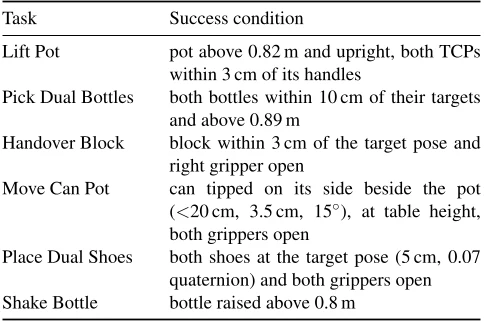 Task Success condition
Lift Pot pot above 0.82 m and upright, both TCPs
within 3 cm of its handles
Pick Dual Bottles both bottles within 10 cm of their targets
and above 0.89 m
Handover Block block within 3 cm of the target pose and
right gripper open
Move Can Pot can tipped on its side beside the pot
(<20 cm, 3.5 cm, 15°), at table height,
both grippers open
Place Dual Shoes both shoes at the target pose (5 cm, 0.07
quaternion) and both grippers open
Shake Bottle bottle raised above 0.8 m